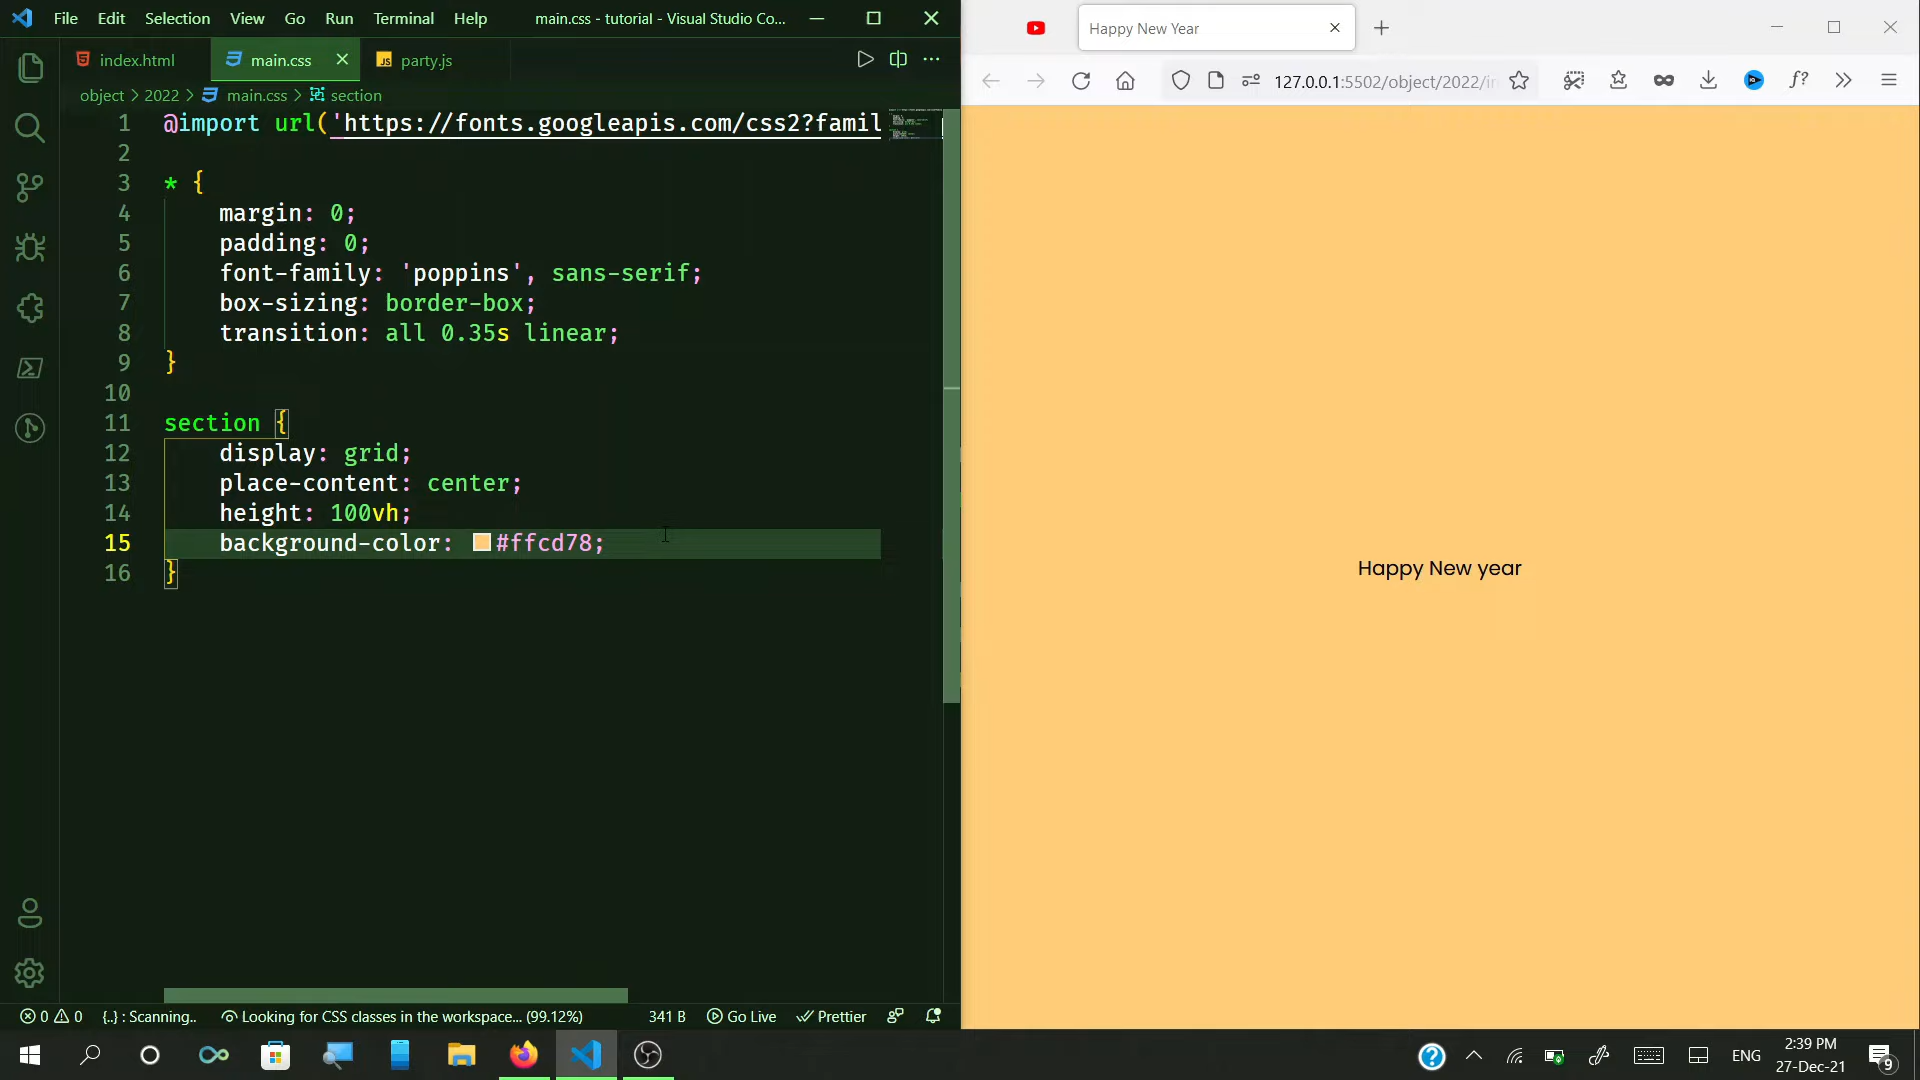 File Edit Selection View Go Run Terminal Help main.css - tutorial - Visual Studio Co...
index.html main.css party.js
object > 2022 > main.css > section
1 @import url('https://fonts.googleapis.com/css2?famil
2
3 * {
4 margin: 0;
5 padding: 0;
6 font-family: 'poppins', sans-serif;
7 box-sizing: border-box;
8 transition: all 0.35s linear;
9 }
10
11 section {
12 display: grid;
13 place-content: center;
14 height: 100vh;
15 background-color: #ffcd78;
16 }
0 0 {..} : Scanning.. Looking for CSS classes in the workspace... (99.12%) 341 B Go Live Prettier
Happy New Year
127.0.0.1:5502/object/2022/in
f?
Happy New year
ENG
2:39 PM
27-Dec-21
9